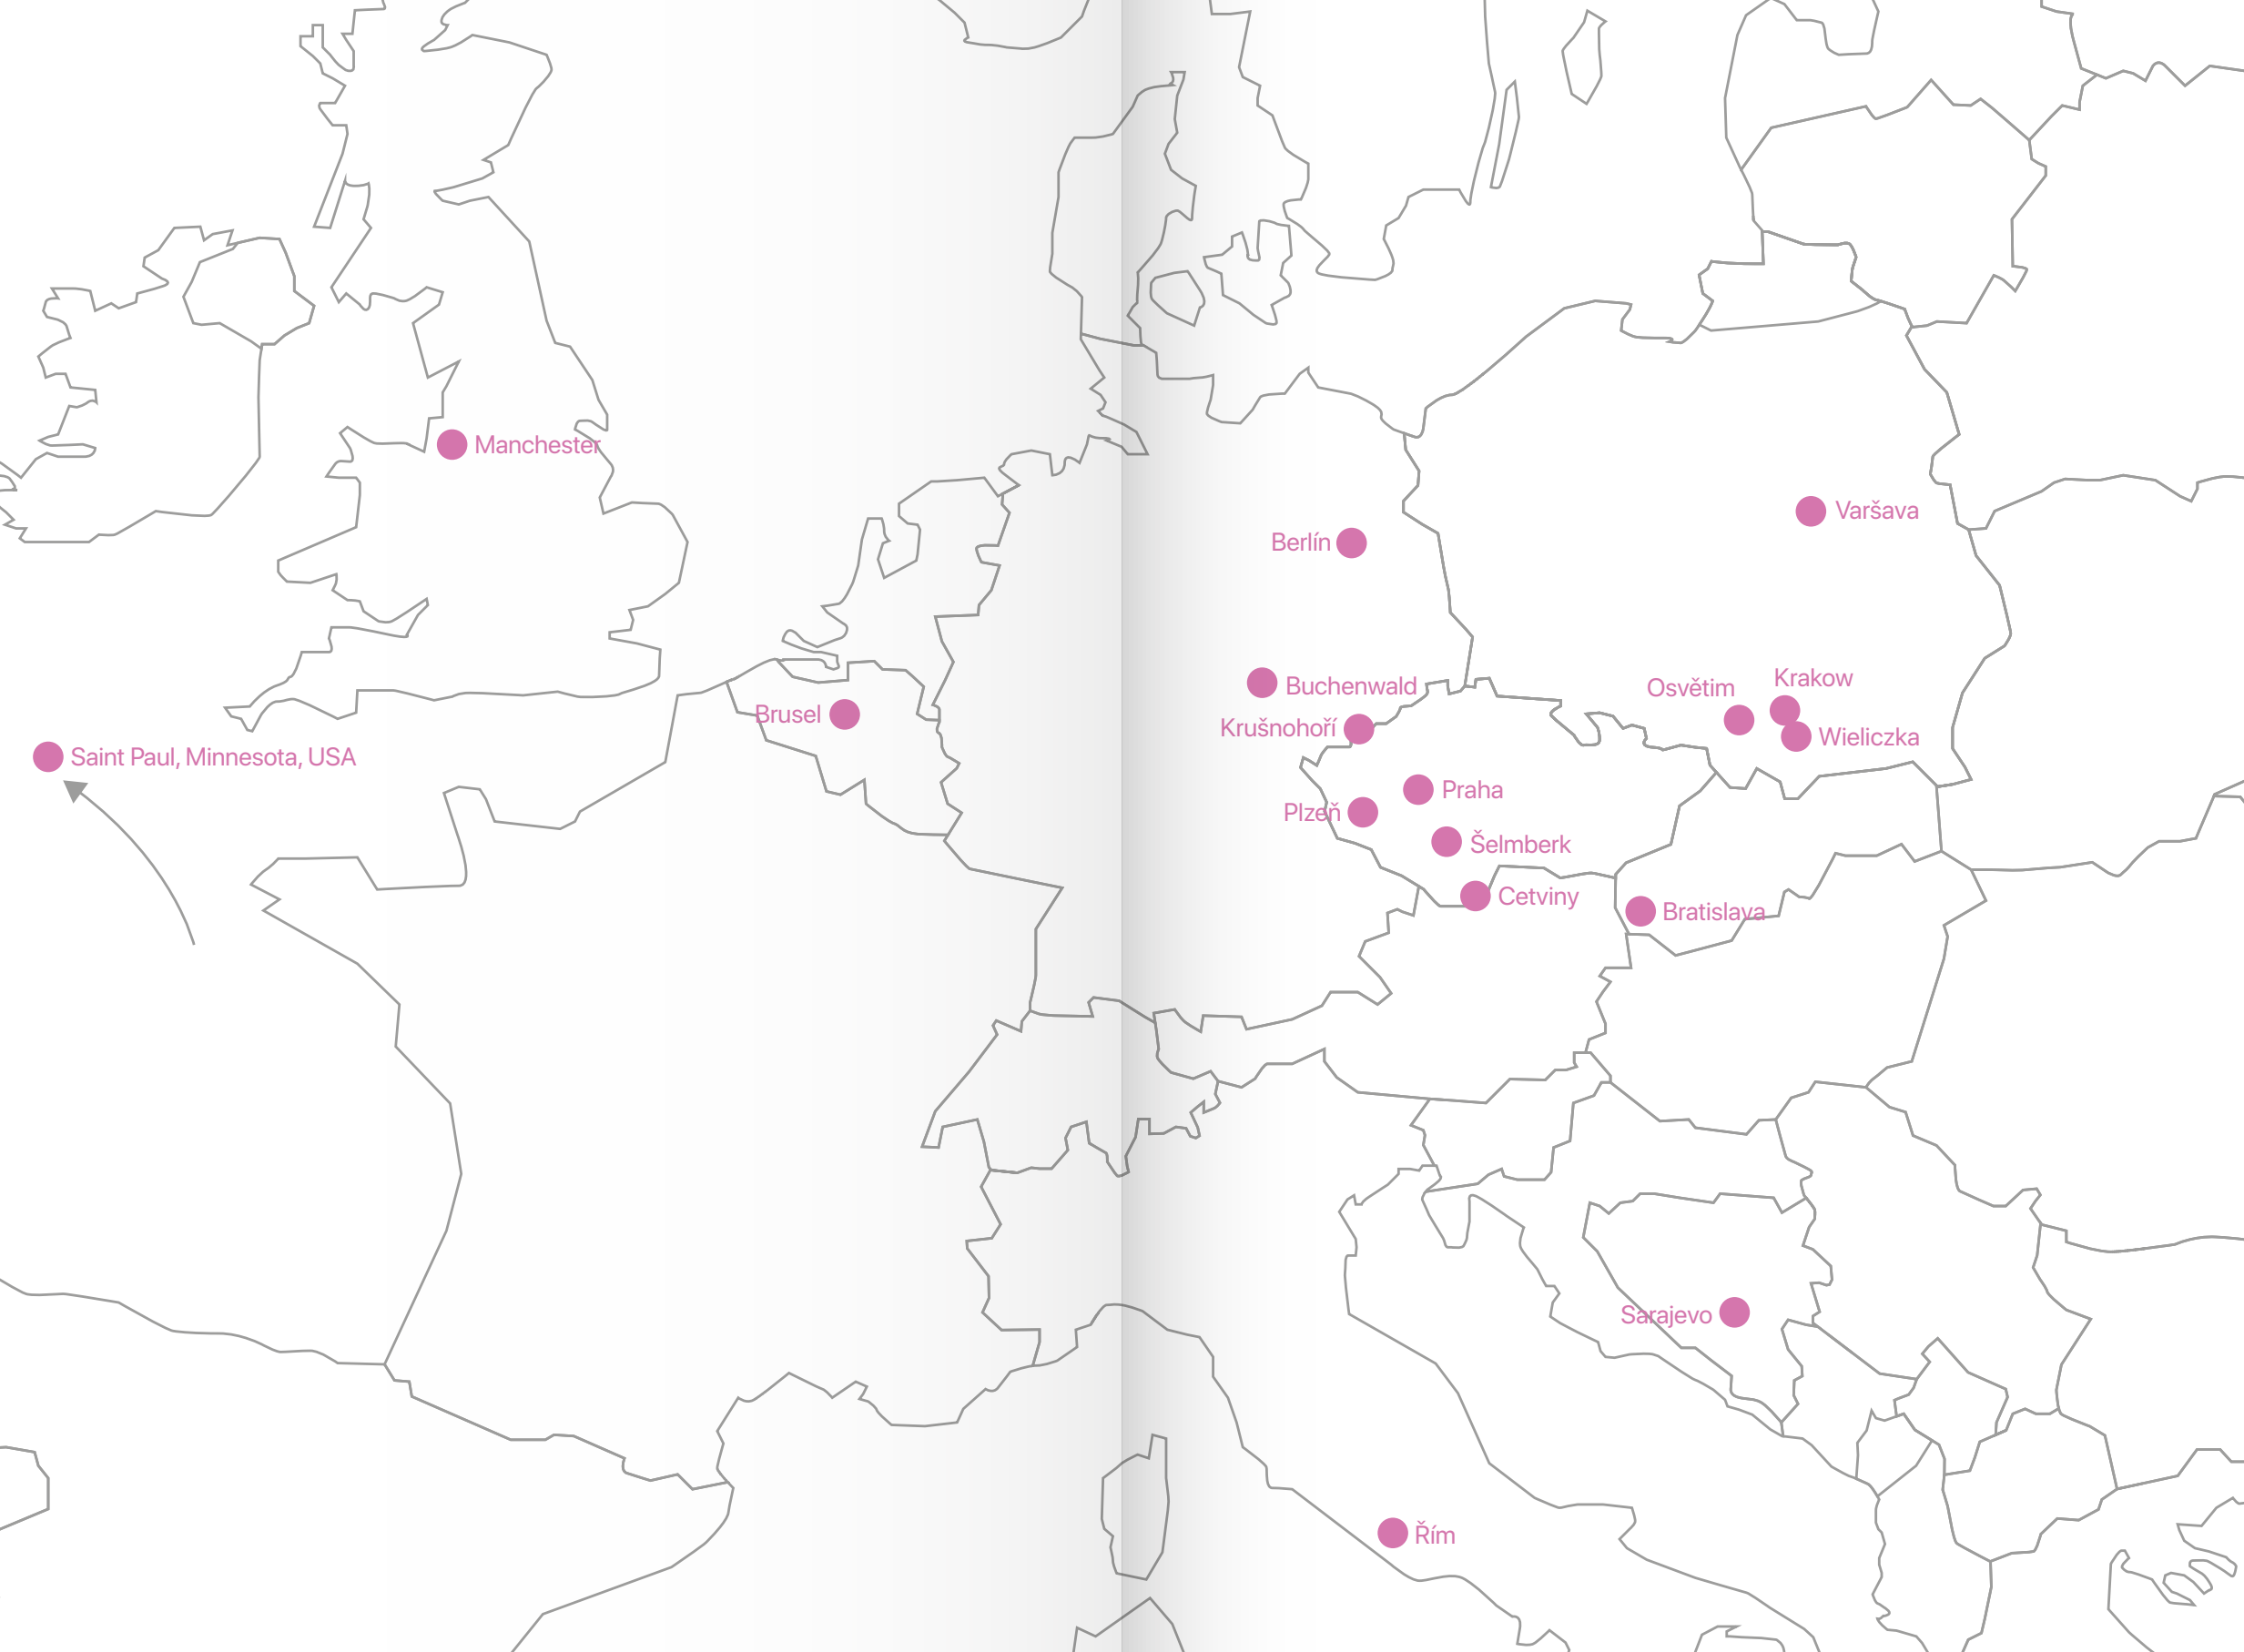 Manchester
Varšava
Berlín
Krakow
Osvětim
Buchenwald
Brusel
Krušnohoří
Wieliczka
Saint Paul, Minnesota, USA
Praha
Plzeň
Šelmberk
Cetviny
Bratislava
Sarajevo
Řím